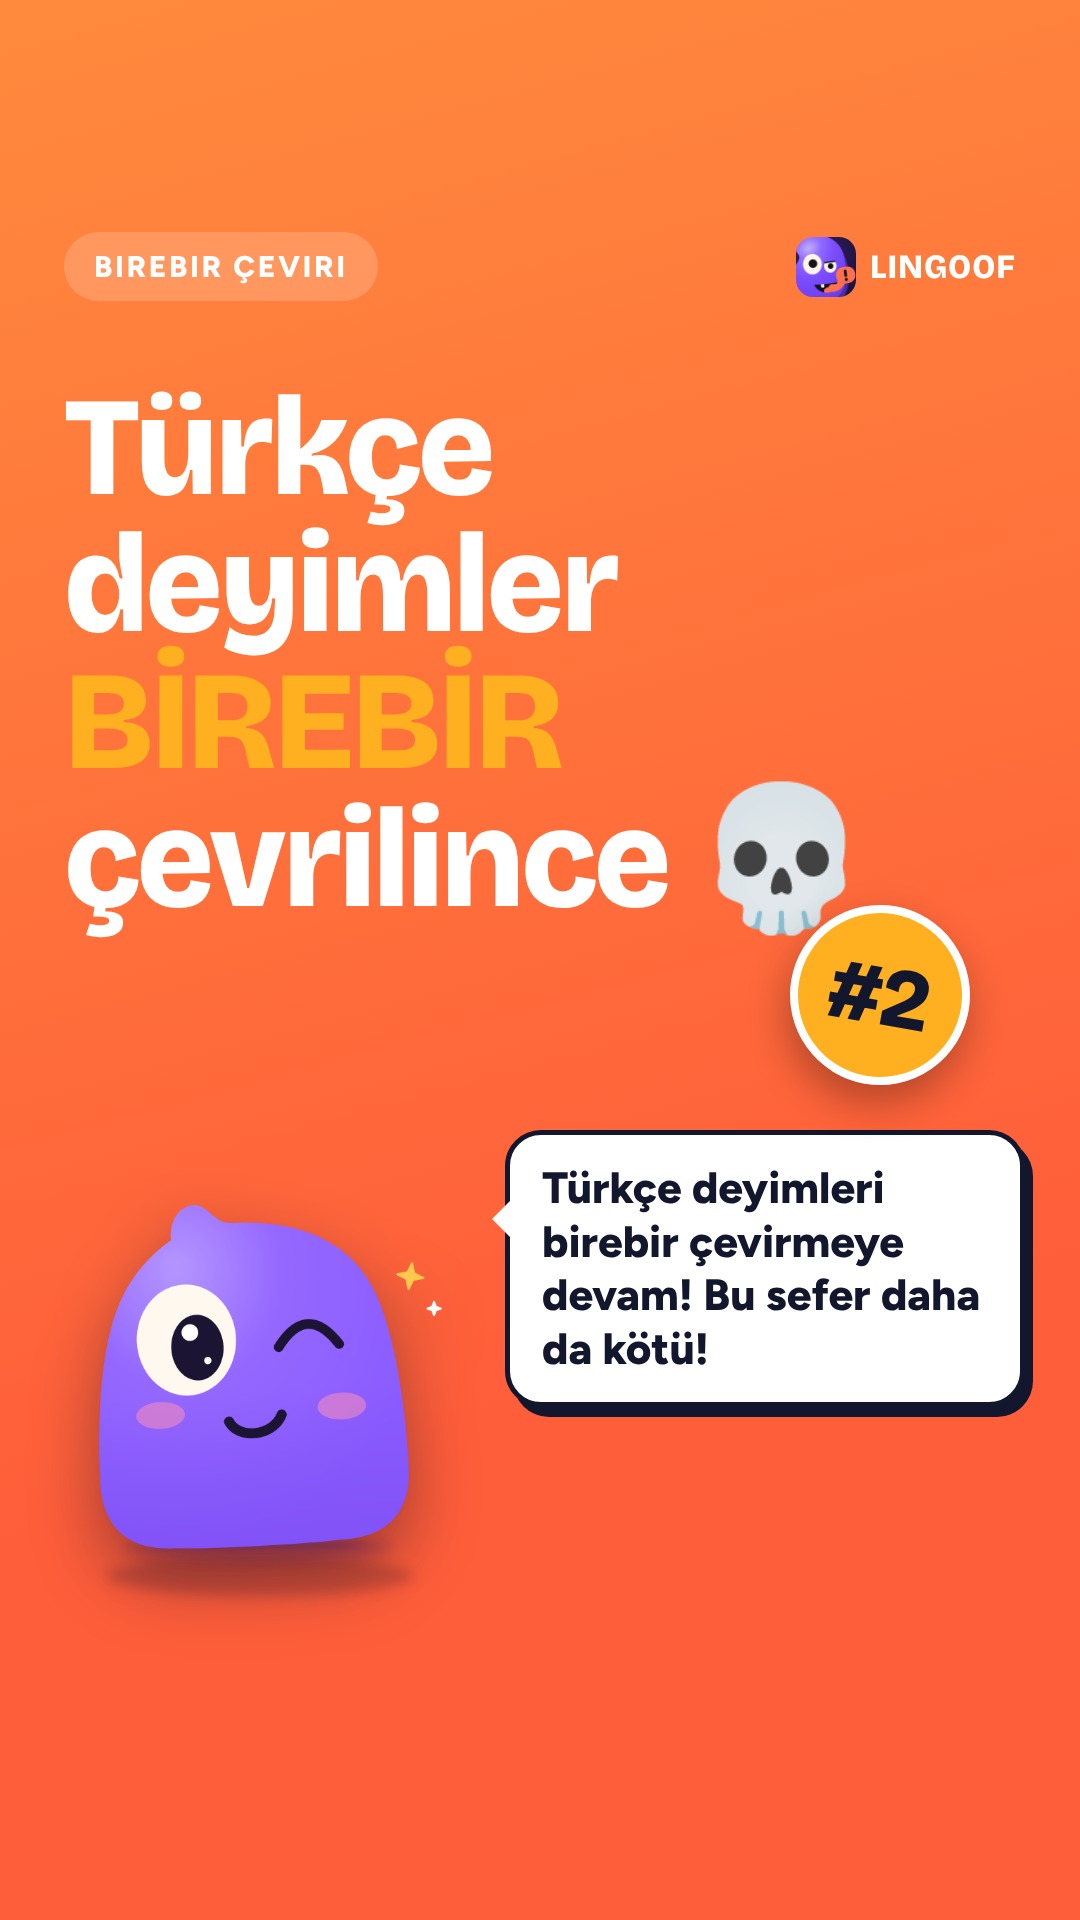 BIREBIR ÇEVIRI
LINGOOF
Türkçe
deyimler
BİREBİR
çevrilince 💀
#2
Türkçe deyimleri
birebir çevirmeye
devam! Bu sefer daha
da kötü!